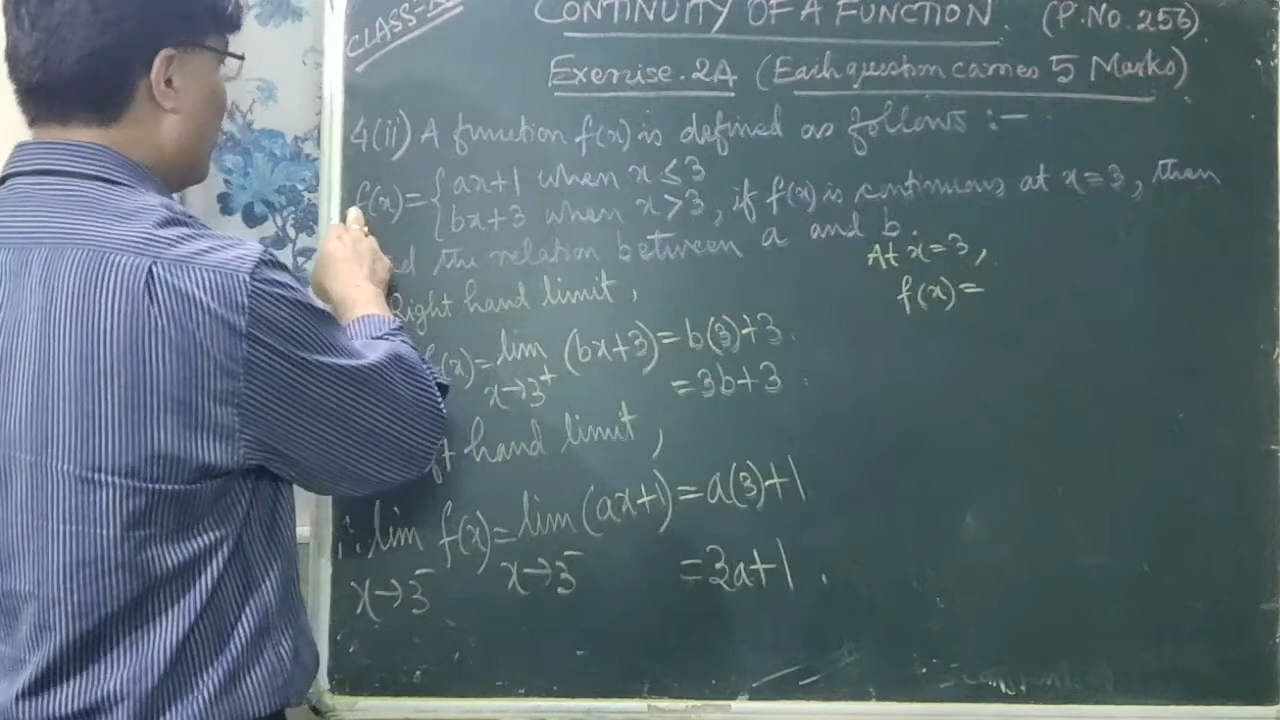 CLASS-X
CONTINUITY OF A FUNCTION. (P.NO.256).
Exercise.2A (Each question carries 5 Marks)
4(ii) A function f(x) is defined as follows :-
f(x)={ax+1 when x≤3
{bx+3 when x>3, if f(x) is continuous at x=3, then
the relation between a and b.
At x=3,
f(x)=
Right hand limit,
(x)=lim (bx+3)=b(3)+3.
x→3⁺ =3b+3.
hand limit,
∴ lim f(x)=lim (ax+1)=a(3)+1
x→3⁻ x→3⁻ =3a+1.